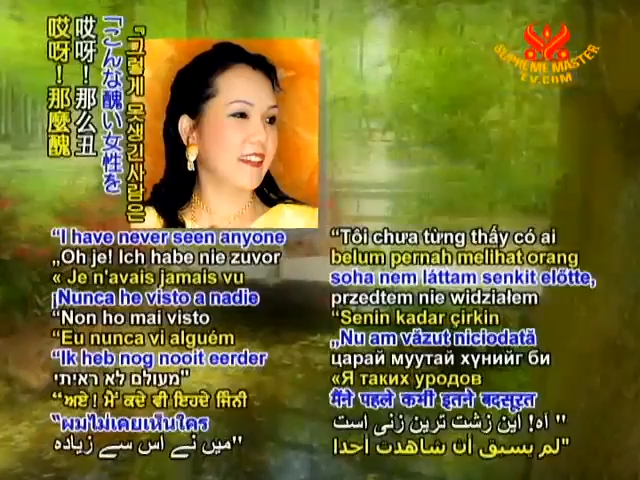 SUPREME MASTER
TV.COM
「그렇게 못생긴 사람은
「こんな醜い女性を
哎呀！那么丑
哎呀！那麼醜
“I have never seen anyone
„Oh je! Ich habe nie zuvor
« Je n'avais jamais vu
¡Nunca he visto a nadie
“Non ho mai visto
“Eu nunca vi alguém
“Ik heb nog nooit eerder
"מעולם לא ראיתי
“ਅਏ! ਮੈਂ ਕਦੇ ਵੀ ਇਹਦੇ ਜਿੰਨੀ
“ผมไม่เคยเห็นใคร
"میں نے اس سے زیادہ
“Tôi chưa từng thấy có ai
belum pernah melihat orang
soha nem láttam senkit előtte,
przedtem nie widziałem
“Senin kadar çirkin
„Nu am văzut niciodată
царай муутай хүнийг би
«Я таких уродов
मैंने पहले कभी इतने बदसूरत
" آه! این زشت ترین زنی است
"لم يسبق أن شاهدت أحدا